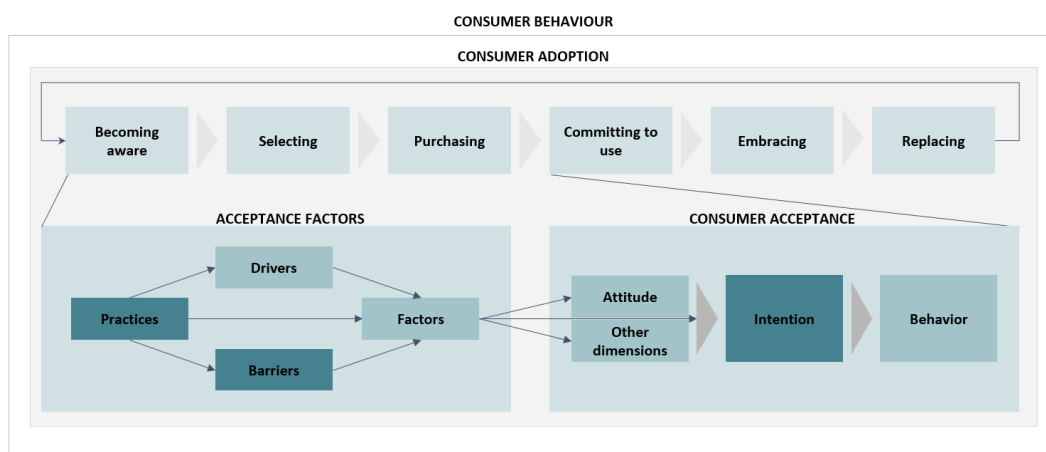 CONSUMER BEHAVIOUR
CONSUMER ADOPTION
Becoming
aware
Selecting
Purchasing
Committing to
use
Embracing
Replacing
ACCEPTANCE FACTORS
CONSUMER ACCEPTANCE
Drivers
Practices
Factors
Barriers
Attitude
Other
dimensions
Intention
Behavior